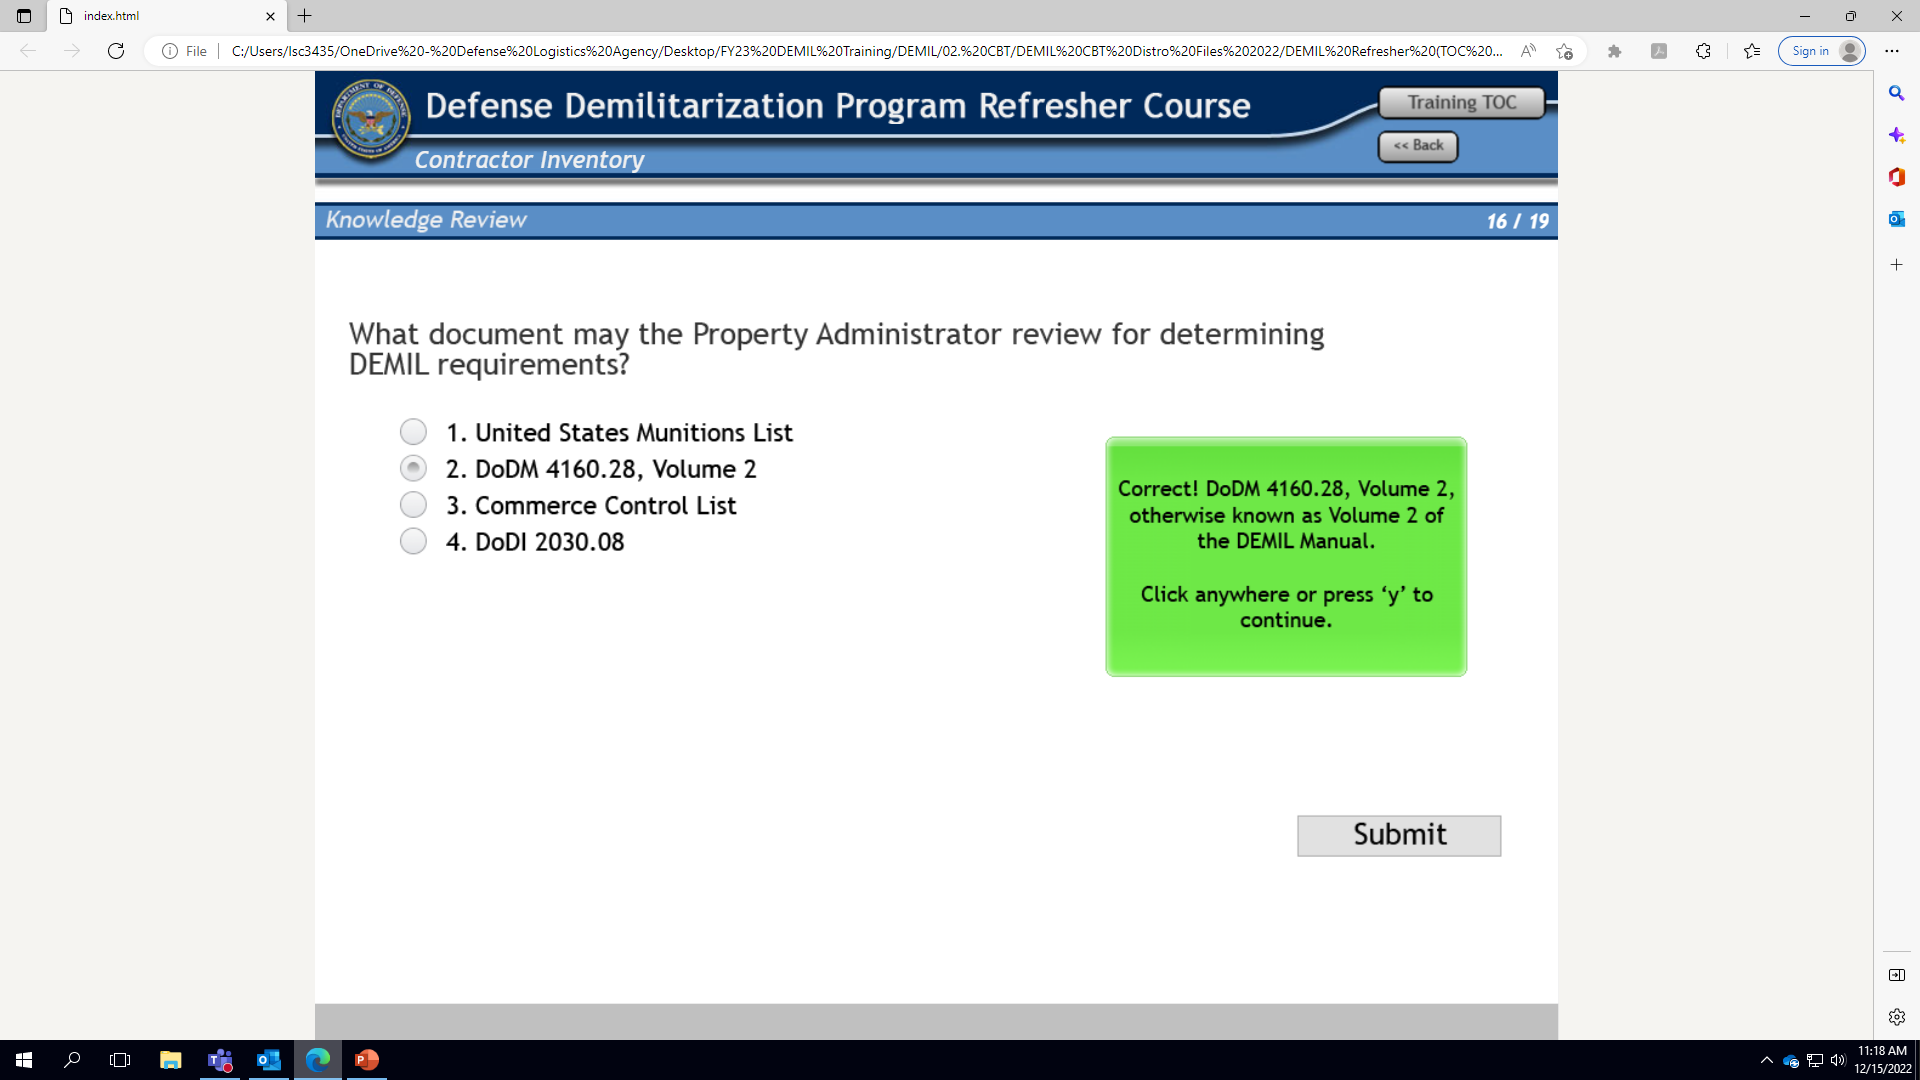 index.html
File
C:/Users/lsc3435/OneDrive%20-%20Defense%20Logistics%20Agency/Desktop/FY23%20DEMIL%20Training/DEMIL/02.%20CBT/DEMIL%20CBT%20Distro%20Files%202022/DEMIL%20Refresher%20(TOC%20...
Sign in
Defense Demilitarization Program Refresher Course
Training TOC
<< Back
Contractor Inventory
Knowledge Review
16 / 19
What document may the Property Administrator review for determining
DEMIL requirements?
1. United States Munitions List
2. DoDM 4160.28, Volume 2
3. Commerce Control List
4. DoDI 2030.08
Correct! DoDM 4160.28, Volume 2,
otherwise known as Volume 2 of
the DEMIL Manual.
Click anywhere or press ‘y’ to
continue.
Submit
11:18 AM
12/15/2022